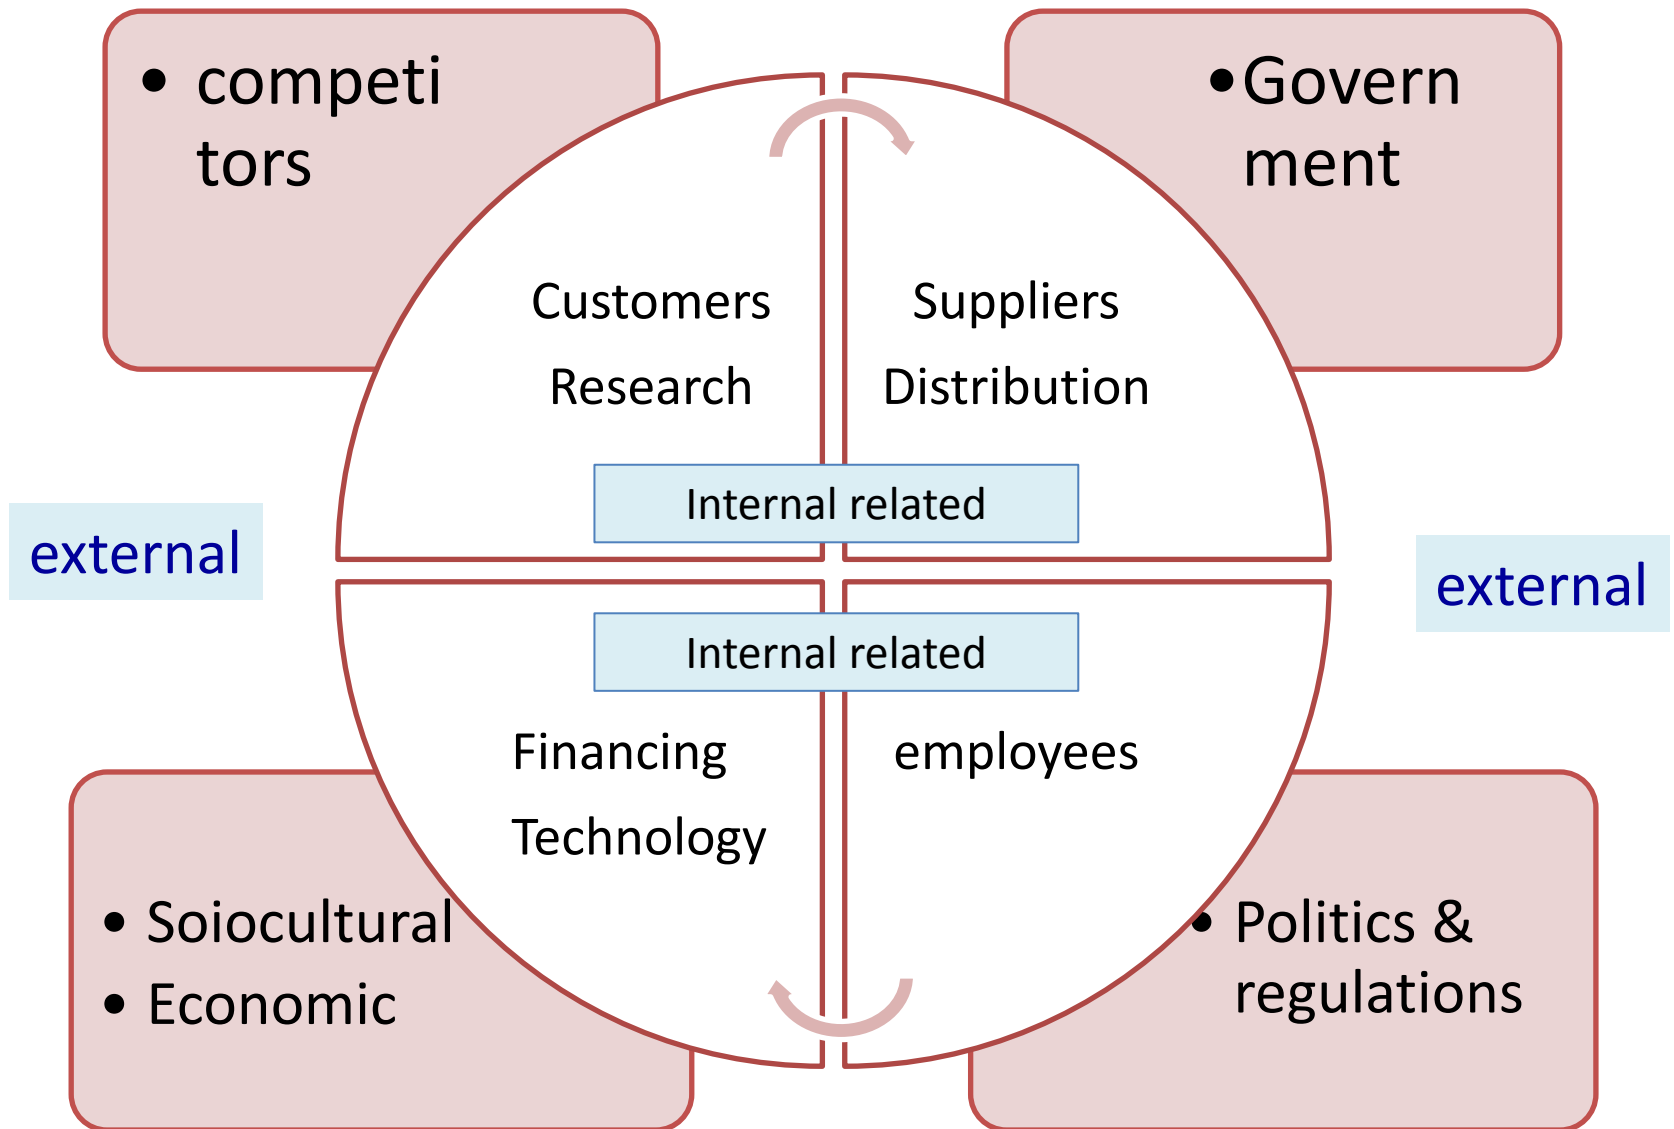 • competi
tors
•Govern
ment
Customers
Research
Suppliers
Distribution
Internal related
external
external
Internal related
Financing
Technology
employees
• Soiocultural
• Economic
• Politics &
regulations